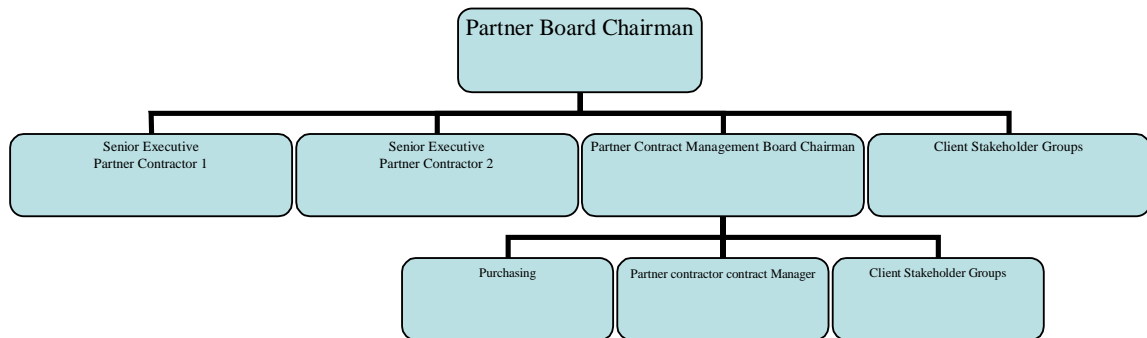 Partner Board Chairman
Senior Executive
Partner Contractor 1
Senior Executive
Partner Contractor 2
Partner Contract Management Board Chairman
Client Stakeholder Groups
Purchasing
Partner contractor contract Manager
Client Stakeholder Groups